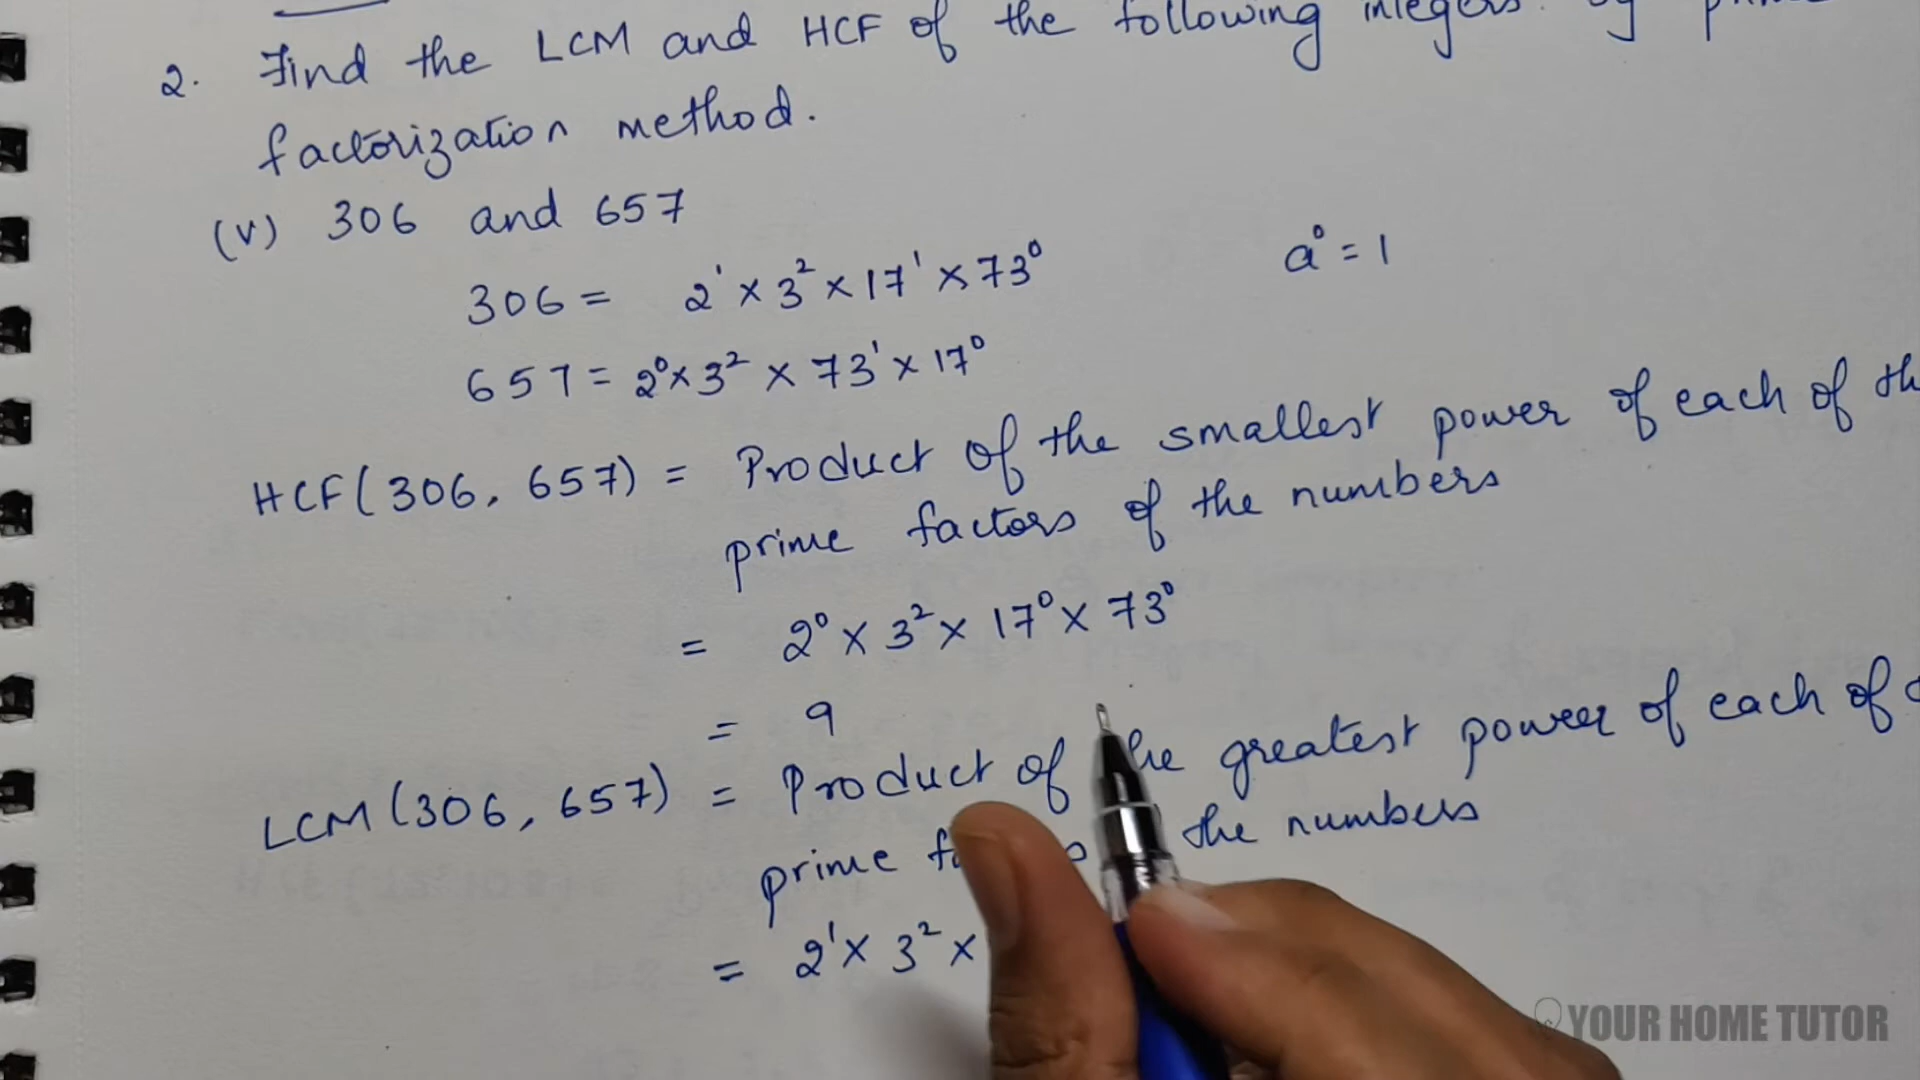 2. Find the LCM and HCF of the following integers by
factorization method.
(V) 306 and 657
306 = 2¹ × 3² × 17¹ × 73⁰
a⁰ = 1
657 = 2⁰ × 3² × 73¹ × 17⁰
HCF(306, 657) = Product of the smallest power of each of
prime factors of the numbers
= 2⁰ × 3² × 17⁰ × 73⁰
= 9
LCM(306, 657) = Product of the greatest power of each of
prime the numbers
= 2¹ × 3² ×
YOUR HOME TUTOR